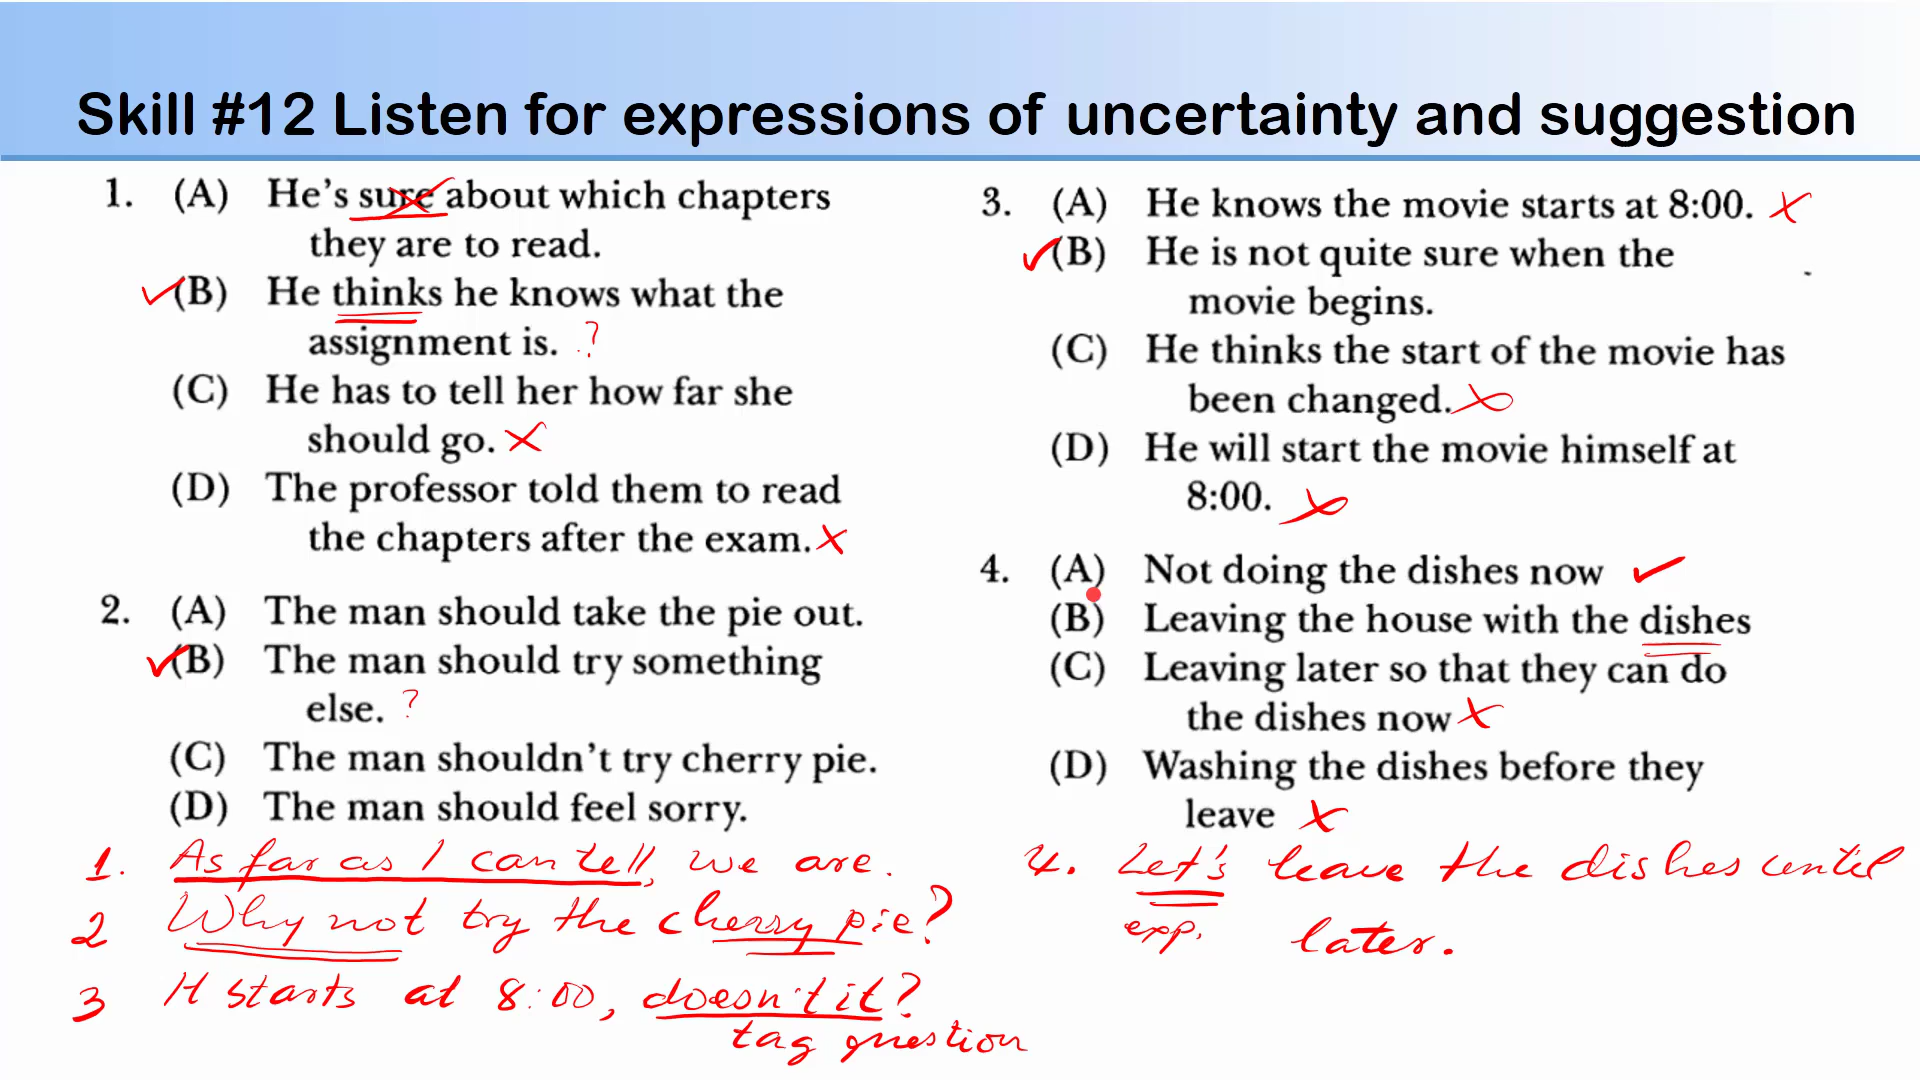 Skill #12 Listen for expressions of uncertainty and suggestion
1. (A) He's sure about which chapters
they are to read.
(B) He thinks he knows what the
assignment is. ?
(C) He has to tell her how far she
should go.
(D) The professor told them to read
the chapters after the exam.
2. (A) The man should take the pie out.
(B) The man should try something
else. ?
(C) The man shouldn't try cherry pie.
(D) The man should feel sorry.
1. As far as I can tell, we are.
2 Why not try the cherry pie?
3 It starts at 8:00, doesn't it?
tag question
3. (A) He knows the movie starts at 8:00.
(B) He is not quite sure when the
movie begins.
(C) He thinks the start of the movie has
been changed.
(D) He will start the movie himself at
8:00.
4. (A) Not doing the dishes now
(B) Leaving the house with the dishes
(C) Leaving later so that they can do
the dishes now
(D) Washing the dishes before they
leave
4. Let's leave the dishes until
exp. later.